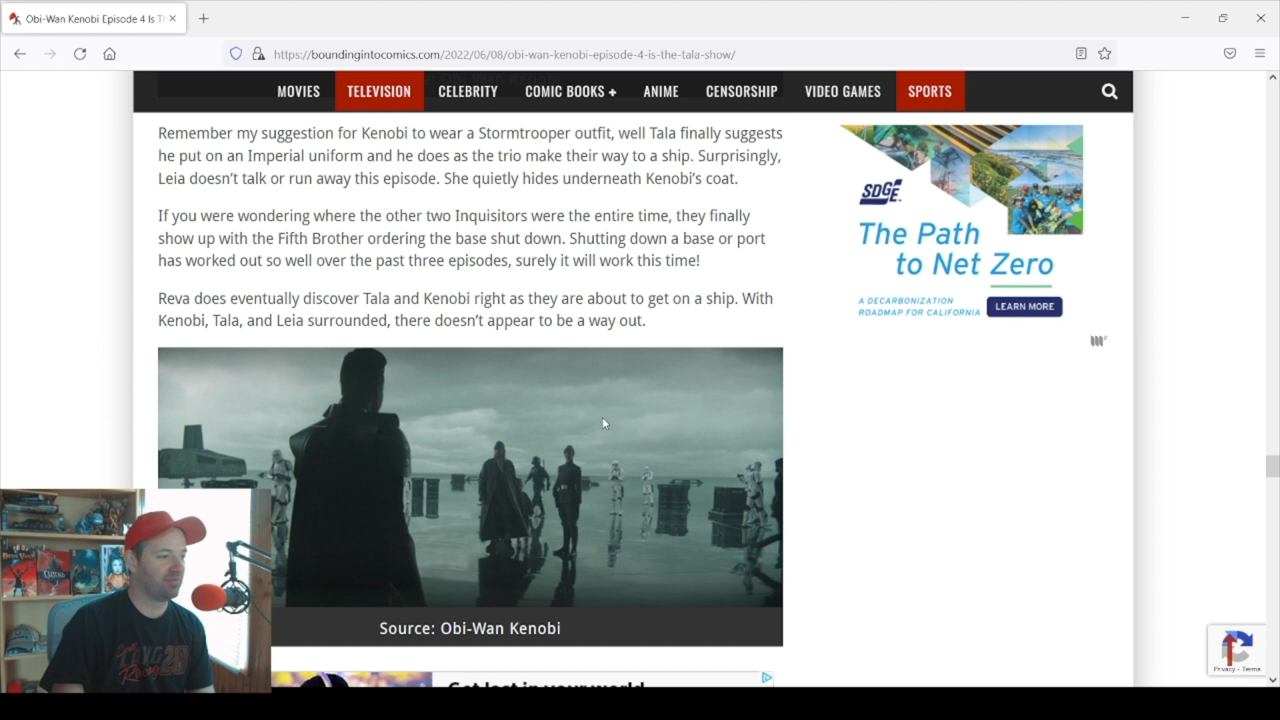 Obi-Wan Kenobi Episode 4 Is Th
https://boundingintocomics.com/2022/06/08/obi-wan-kenobi-episode-4-is-the-tala-show/
MOVIES TELEVISION CELEBRITY COMIC BOOKS + ANIME CENSORSHIP VIDEO GAMES SPORTS
Remember my suggestion for Kenobi to wear a Stormtrooper outfit, well Tala finally suggests
he put on an Imperial uniform and he does as the trio make their way to a ship. Surprisingly,
Leia doesn’t talk or run away this episode. She quietly hides underneath Kenobi’s coat.
If you were wondering where the other two Inquisitors were the entire time, they finally
show up with the Fifth Brother ordering the base shut down. Shutting down a base or port
has worked out so well over the past three episodes, surely it will work this time!
Reva does eventually discover Tala and Kenobi right as they are about to get on a ship. With
Kenobi, Tala, and Leia surrounded, there doesn’t appear to be a way out.
Source: Obi-Wan Kenobi
SDGE
The Path
to Net Zero
A DECARBONIZATION
ROADMAP FOR CALIFORNIA
LEARN MORE
Get lost in your world
Privacy - Terms